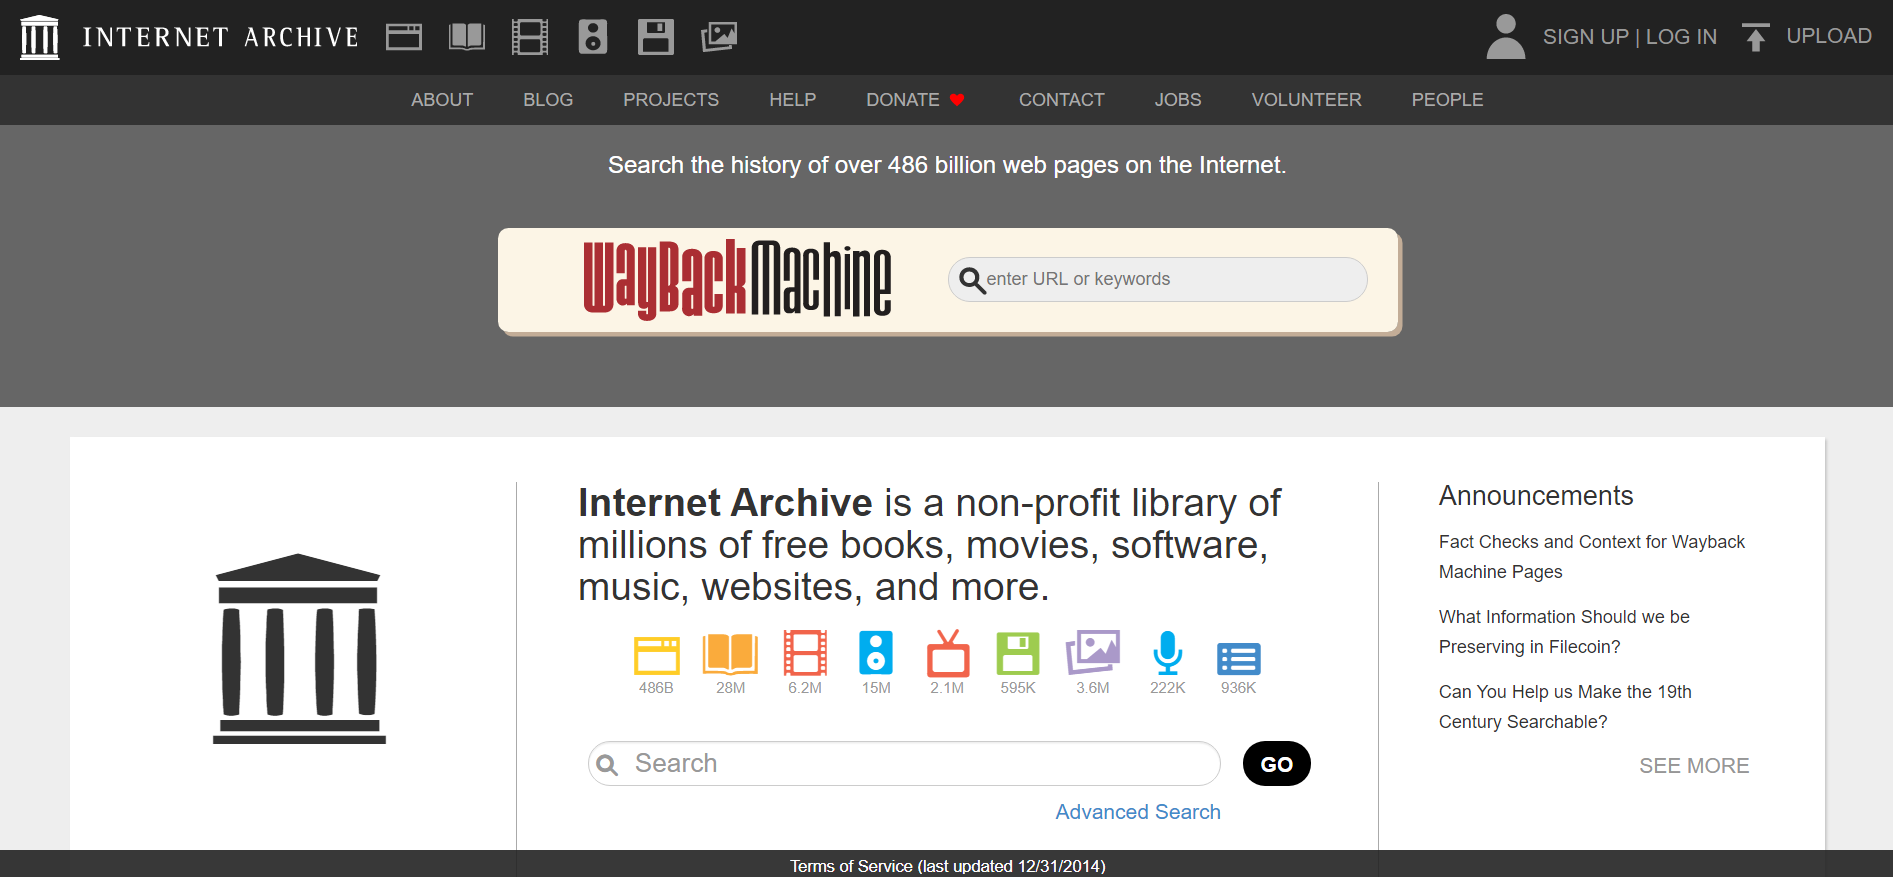 INTERNET ARCHIVE
SIGN UP | LOG IN
UPLOAD
ABOUT
BLOG
PROJECTS
HELP
DONATE
CONTACT
JOBS
VOLUNTEER
PEOPLE
Search the history of over 486 billion web pages on the Internet.
WayBackMachine
enter URL or keywords
Internet Archive is a non-profit library of
millions of free books, movies, software,
music, websites, and more.
486B
28M
6.2M
15M
2.1M
595K
3.6M
222K
936K
Search
GO
Advanced Search
Announcements
Fact Checks and Context for Wayback
Machine Pages
What Information Should we be
Preserving in Filecoin?
Can You Help us Make the 19th
Century Searchable?
SEE MORE
Terms of Service (last updated 12/31/2014)